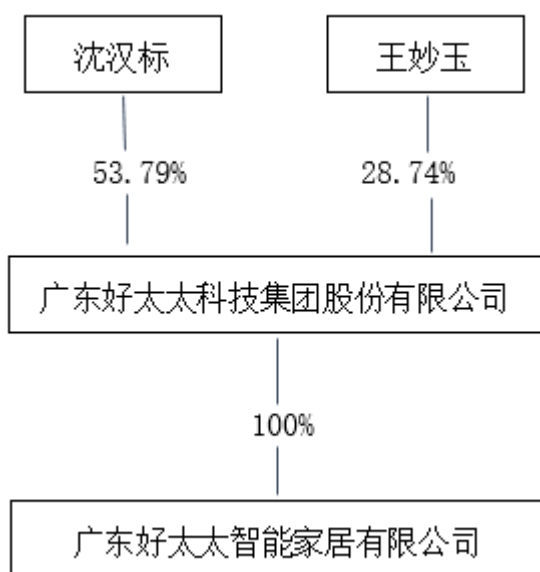 沈汉标
王妙玉
53.79%
28.74%
广东好太太科技集团股份有限公司
100%
广东好太太智能家居有限公司